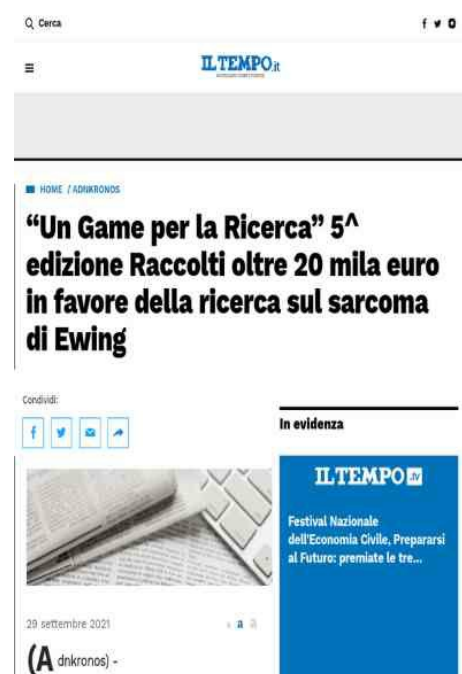 Cerca
IL TEMPO.it
HOME / ADNKRONOS
“Un Game per la Ricerca” 5^
edizione Raccolti oltre 20 mila euro
in favore della ricerca sul sarcoma
di Ewing
Condividi:
In evidenza
IL TEMPO TV
Festival Nazionale
dell'Economia Civile, Prepararsi
al Futuro: premiate le tre...
29 settembre 2021
a a a
(Adnkronos) -